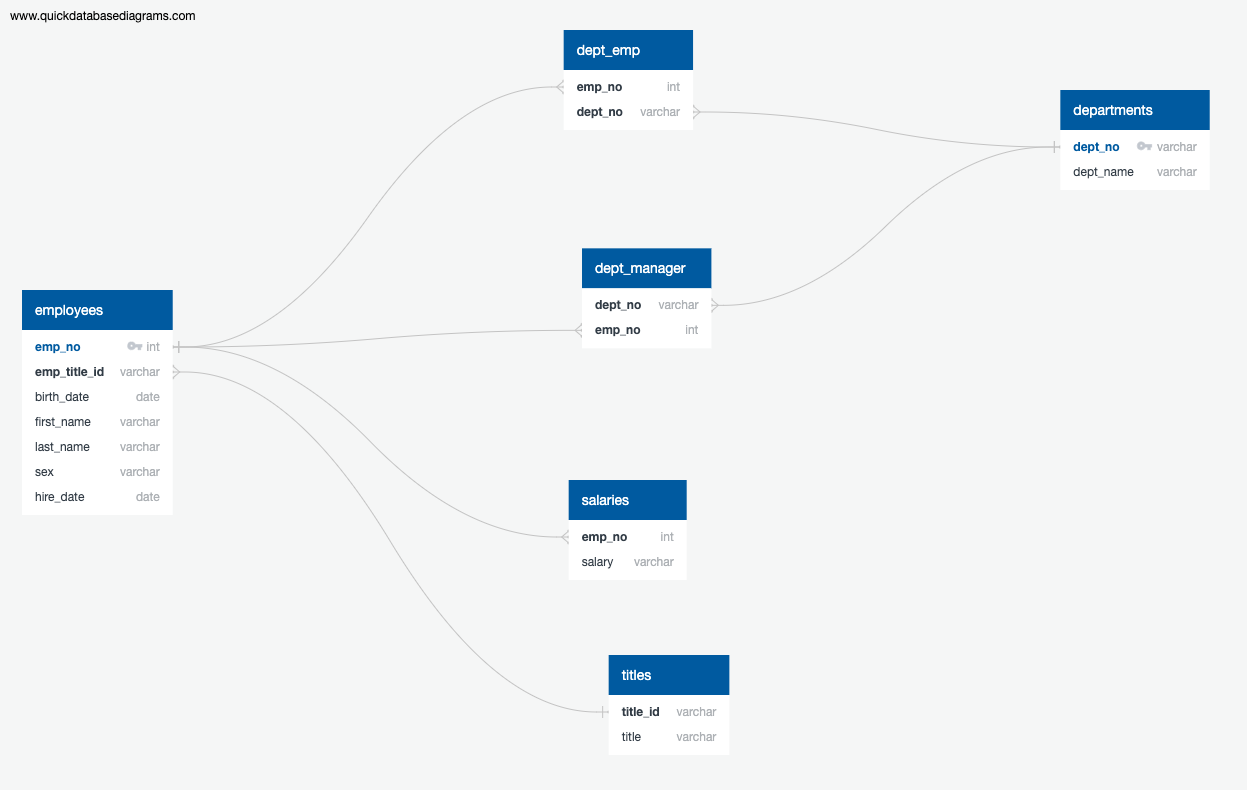 www.quickdatabasediagrams.com
dept_emp
emp_no int
dept_no varchar
departments
dept_no varchar
dept_name varchar
dept_manager
dept_no varchar
emp_no int
employees
emp_no int
emp_title_id varchar
birth_date date
first_name varchar
last_name varchar
sex varchar
hire_date date
salaries
emp_no int
salary varchar
titles
title_id varchar
title varchar